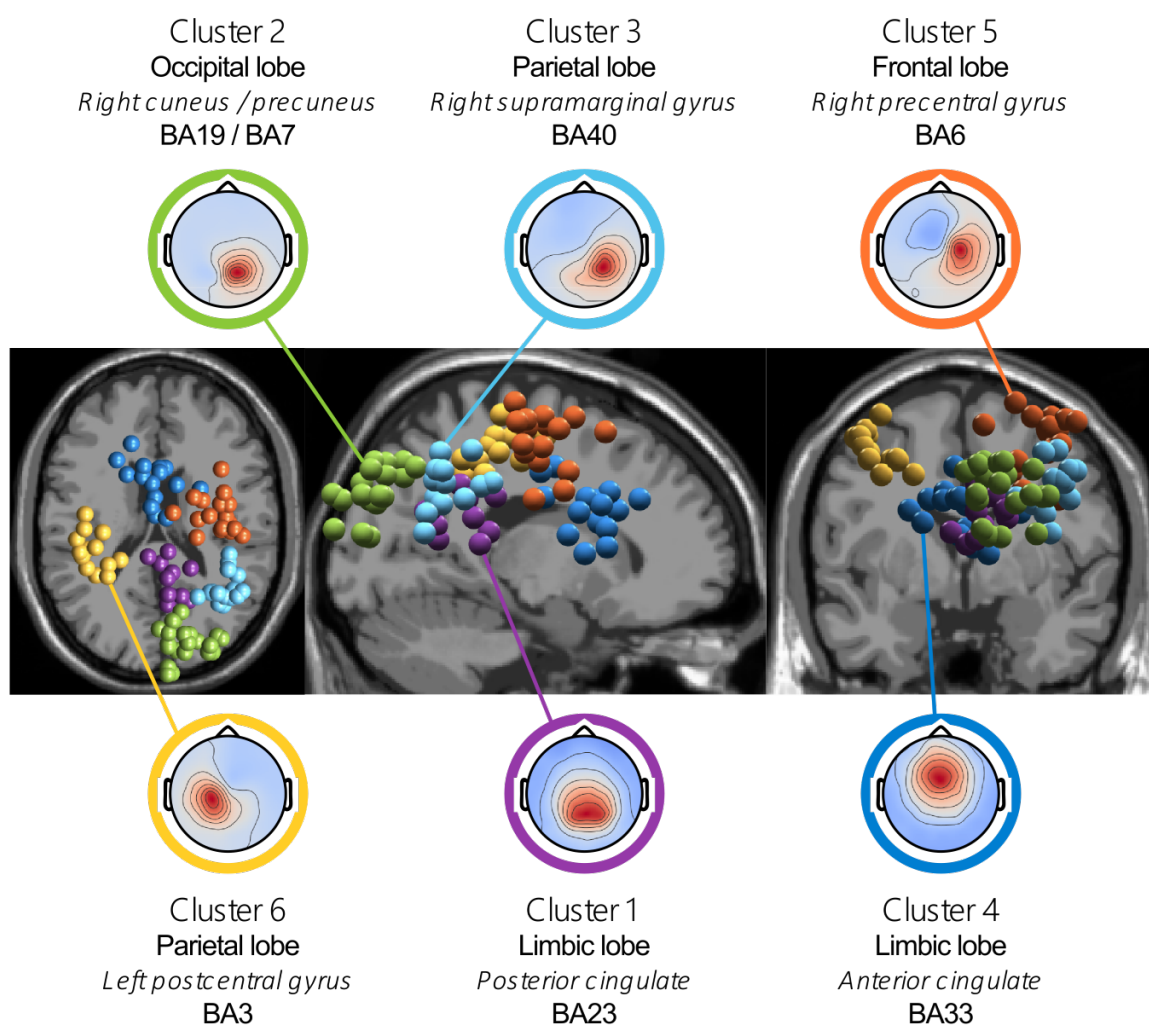 Cluster 2
Occipital lobe
Right cuneus / precuneus
BA19 / BA7
Cluster 3
Parietal lobe
Right supramarginal gyrus
BA40
Cluster 5
Frontal lobe
Right precentral gyrus
BA6
Cluster 6
Parietal lobe
Left postcentral gyrus
BA3
Cluster 1
Limbic lobe
Posterior cingulate
BA23
Cluster 4
Limbic lobe
Anterior cingulate
BA33